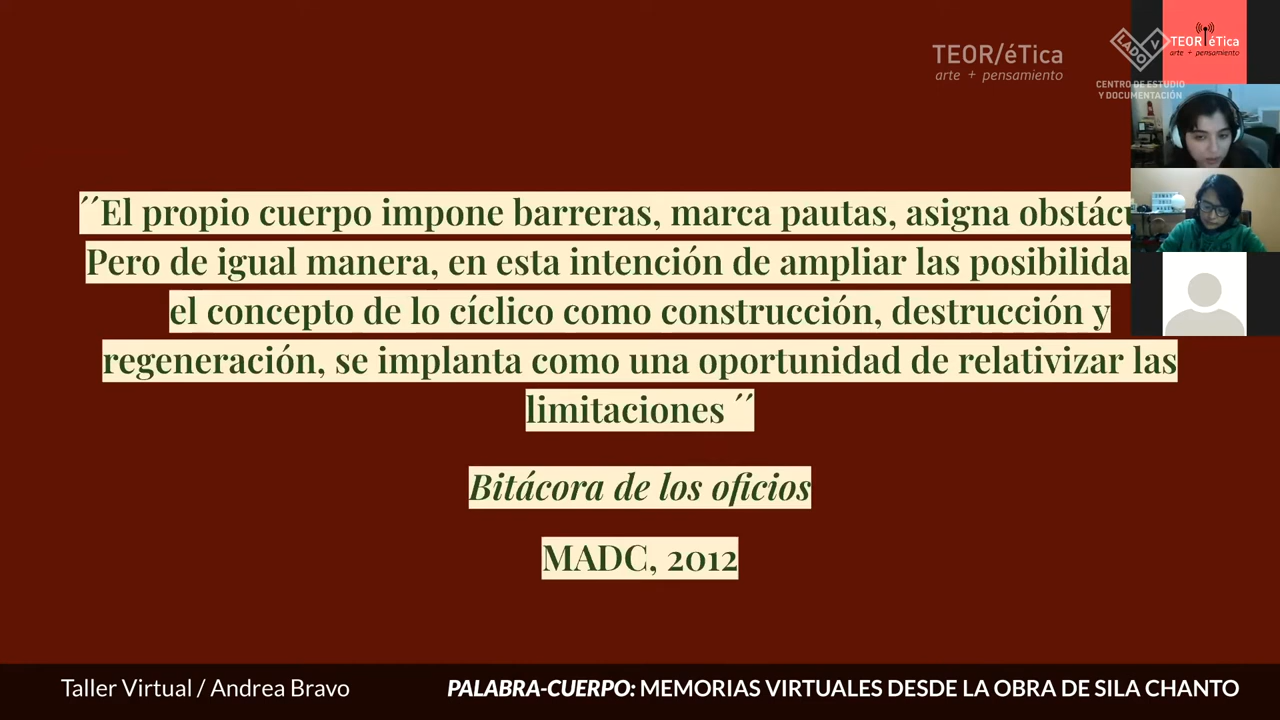 TEOR/éTica
arte + pensamiento
LADO V
CENTRO DE ESTUDIO
Y DOCUMENTACIÓN
TEOR/éTica
arte + pensamiento
´´El propio cuerpo impone barreras, marca pautas, asigna
Pero de igual manera, en esta intención de ampliar las
el concepto de lo cíclico como construcción, destrucción y
regeneración, se implanta como una oportunidad de relativizar las
limitaciones ´´
Bitácora de los oficios
MADC, 2012
Taller Virtual / Andrea Bravo
PALABRA-CUERPO: MEMORIAS VIRTUALES DESDE LA OBRA DE SILA CHANTO